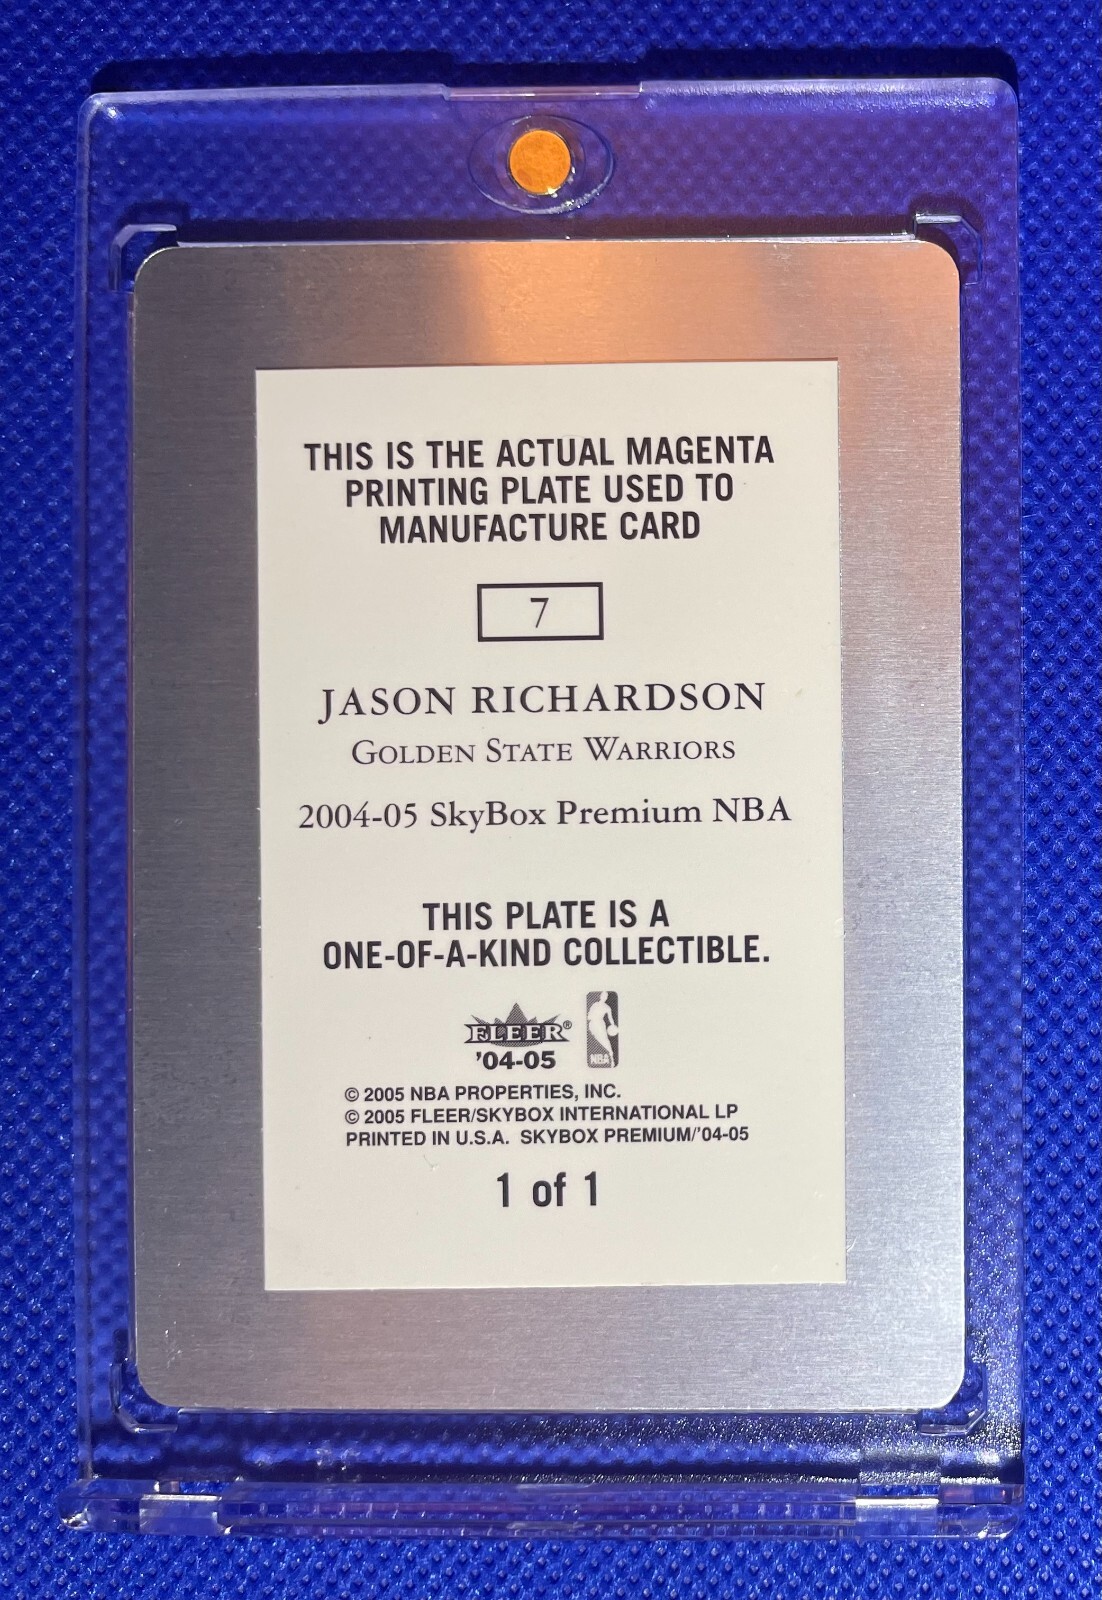 THIS IS THE ACTUAL MAGENTA
PRINTING PLATE USED TO
MANUFACTURE CARD
7
JASON RICHARDSON
GOLDEN STATE WARRIORS
2004-05 SkyBox Premium NBA
THIS PLATE IS A
ONE-OF-A-KIND COLLECTIBLE.
FLEER®
'04-05
NBA
© 2005 NBA PROPERTIES, INC.
© 2005 FLEER/SKYBOX INTERNATIONAL LP
PRINTED IN U.S.A. SKYBOX PREMIUM/'04-05
1 of 1